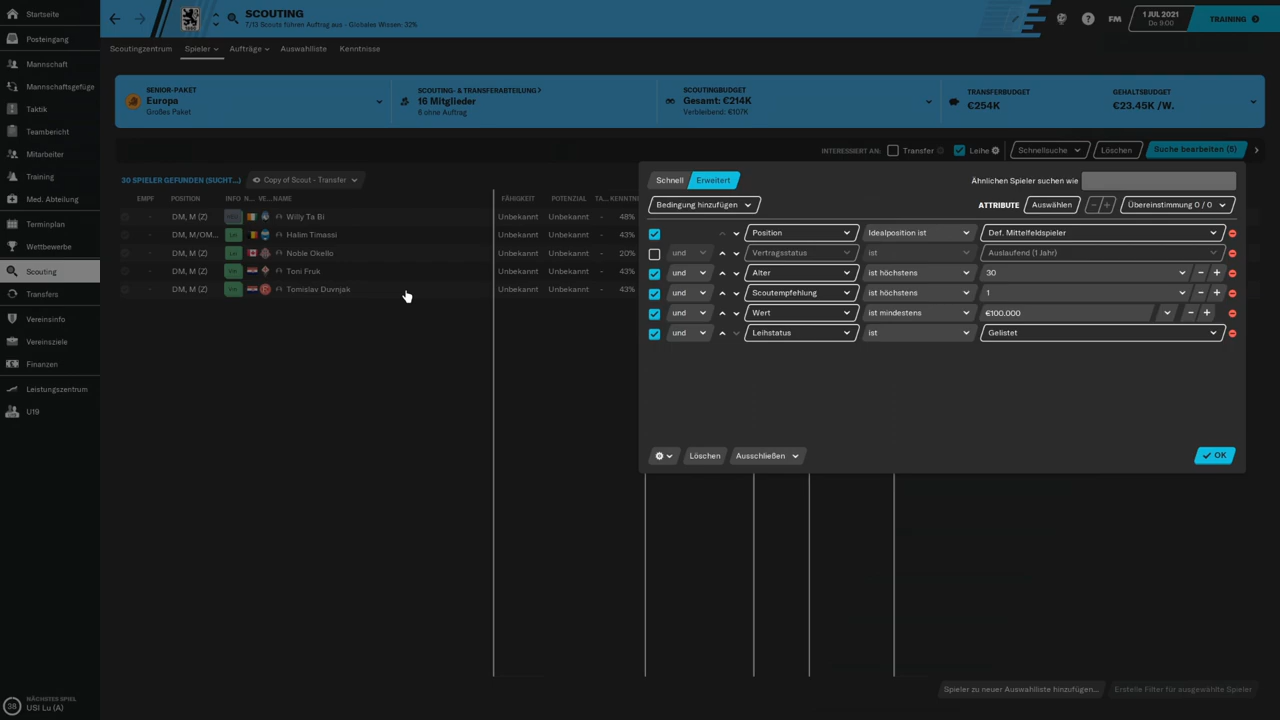 Startseite
Posteingang
Mannschaft
Mannschaftsgefüge
Taktik
Teambericht
Mitarbeiter
Training
Med. Abteilung
Terminplan
Wettbewerbe
Scouting
Transfers
Vereinsinfo
Vereinsziele
Finanzen
Leistungszentrum
U19
NÄCHSTES SPIEL
38 USI Lu (A)
SCOUTING
7/13 Scouts führen Auftrag aus - Globales Wissen: 32%
FM
1 JUL 2021
Do 9:00
TRAINING
Scoutingzentrum Spieler Aufträge Auswahlliste Kenntnisse
SENIOR-PAKET
Europa
Großes Paket
SCOUTING- & TRANSFERABTEILUNG>
16 Mitglieder
6 ohne Auftrag
SCOUTINGBUDGET
Gesamt: €214K
Verbleibend: €107K
TRANSFERBUDGET
€254K
GEHALTSBUDGET
€23.45K /W.
INTERESSIERT AN: Transfer Leihe Schnellsuche Löschen Suche bearbeiten (5)
30 SPIELER GEFUNDEN (SUCHT...) Copy of Scout - Transfer
EMPF POSITION INFO N... VE... NAME FÄHIGKEIT POTENZIAL TA... KENNTNI
- DM, M (Z) Willy Ta Bi Unbekannt Unbekannt - 48%
- DM, M/OM... Halim Timassi Unbekannt Unbekannt - 43%
- DM, M (Z) Noble Okello Unbekannt Unbekannt - 20%
- DM, M (Z) Toni Fruk Unbekannt Unbekannt - 43%
- DM, M (Z) Tomislav Duvnjak Unbekannt Unbekannt - 43%
Schnell Erweitert Ähnlichen Spieler suchen wie
Bedingung hinzufügen ATTRIBUTE Auswählen Übereinstimmung 0 / 0
Position Idealposition ist Def. Mittelfeldspieler
und Vertragsstatus ist Auslaufend (1 Jahr)
und Alter ist höchstens 30
und Scoutempfehlung ist höchstens 1
und Wert ist mindestens €100.000
und Leihstatus ist Gelistet
Löschen Ausschließen OK
Spieler zu neuer Auswahlliste hinzufügen... Erstelle Filter für ausgewählte Spieler